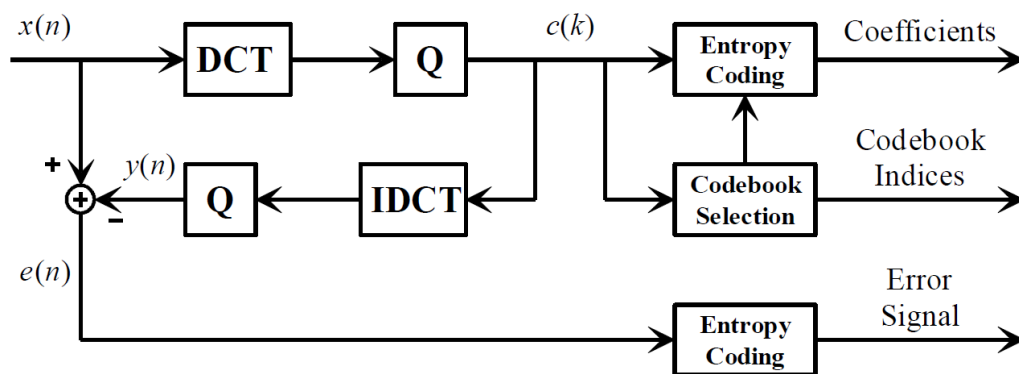 x(n)
DCT
Q
c(k)
Entropy
Coding
Coefficients
+
y(n)
+
−
Q
IDCT
Codebook
Selection
Codebook
Indices
e(n)
Entropy
Coding
Error
Signal